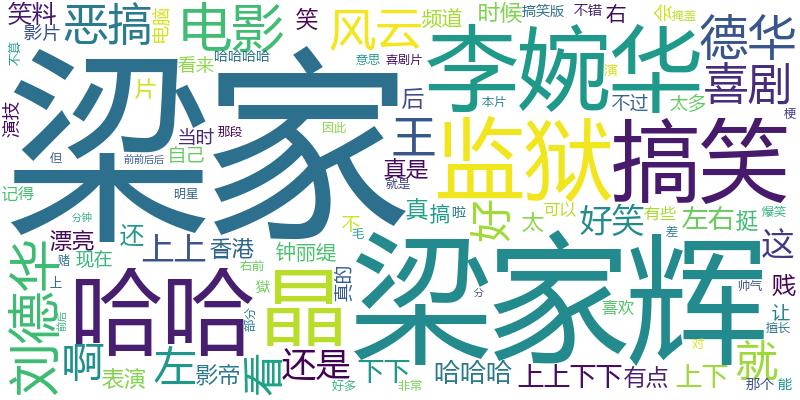 笑料
恶搞
电影
笑
风云
频道
时候
会
掩盖
搞笑版
不错
右
影片
电脑
李婉华
德华
不算
片
看来
哈哈哈哈
意思
喜剧片
演
喜剧
梁家
后
王
本片
不过
太多
梗
演技
当时
那段
因此
监狱
搞笑
但
前前后后
自己
真是
就是
记得
明星
真
搞
啦
可以
有些
爆笑
分钟
好
太
好笑
左右
挺
漂亮
还
上上
香港
钟丽缇
不
毛
差
这
赌
现在
上
右前
真的
梁家辉
刘德华
哈哈
晶
狱
分
帅气
贱
喜欢
让
前后
部分
对
擅长
啊
左
看
还是
下下
哈哈哈
上上下下
有点
上下
就
表演
影帝
好多
非常
那个
能